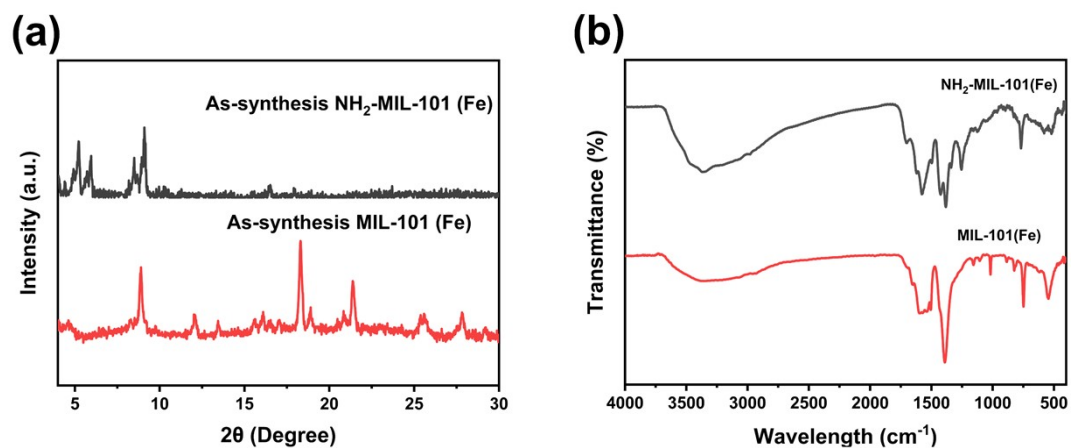 (a)
Intensity (a.u.)
As-synthesis NH₂-MIL-101 (Fe)
As-synthesis MIL-101 (Fe)
5 10 15 20 25 30
2θ (Degree)
(b)
Transmittance (%)
NH₂-MIL-101(Fe)
MIL-101(Fe)
4000 3500 3000 2500 2000 1500 1000 500
Wavelength (cm⁻¹)